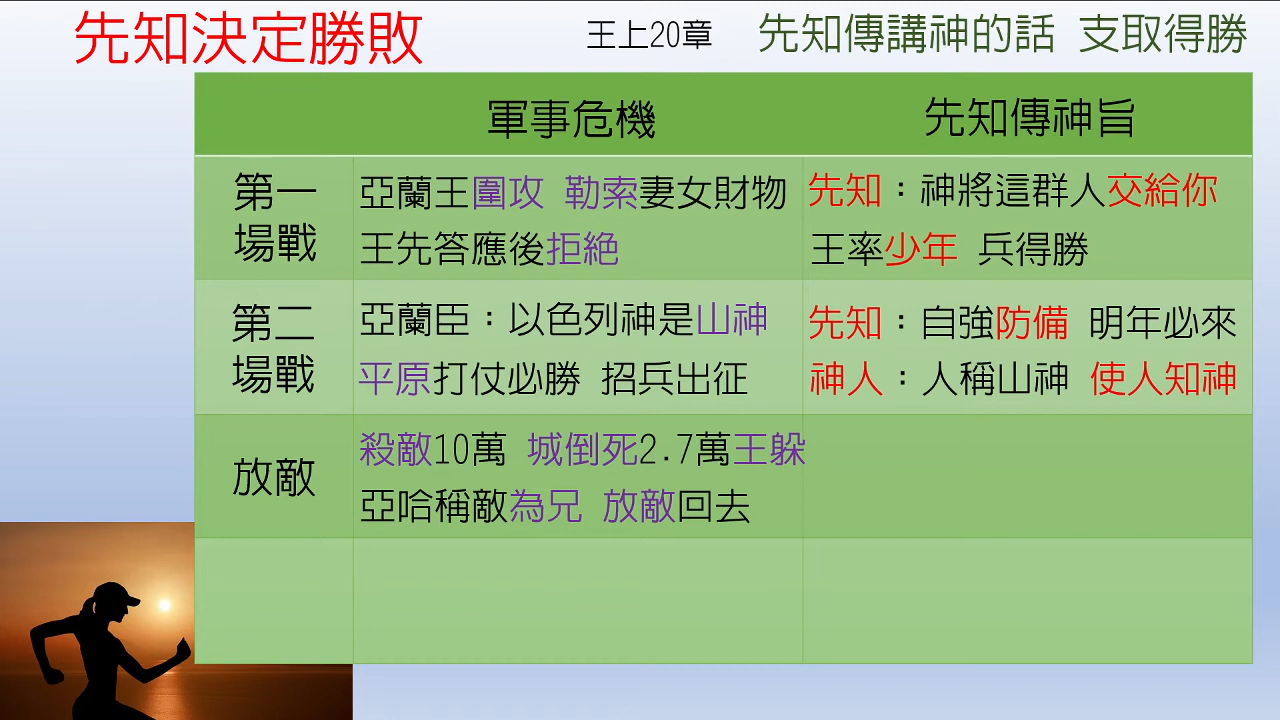 先知決定勝敗 王上20章 先知傳講神的話 支取得勝
軍事危機 先知傳神旨
第一場戰
亞蘭王圍攻 勒索妻女財物
王先答應後拒絕
先知：神將這群人交給你
王率少年 兵得勝
第二場戰
亞蘭臣：以色列神是山神
平原打仗必勝 招兵出征
先知：自強防備 明年必來
神人：人稱山神 使人知神
放敵
殺敵10萬 城倒死2.7萬王躲
亞哈稱敵為兄 放敵回去